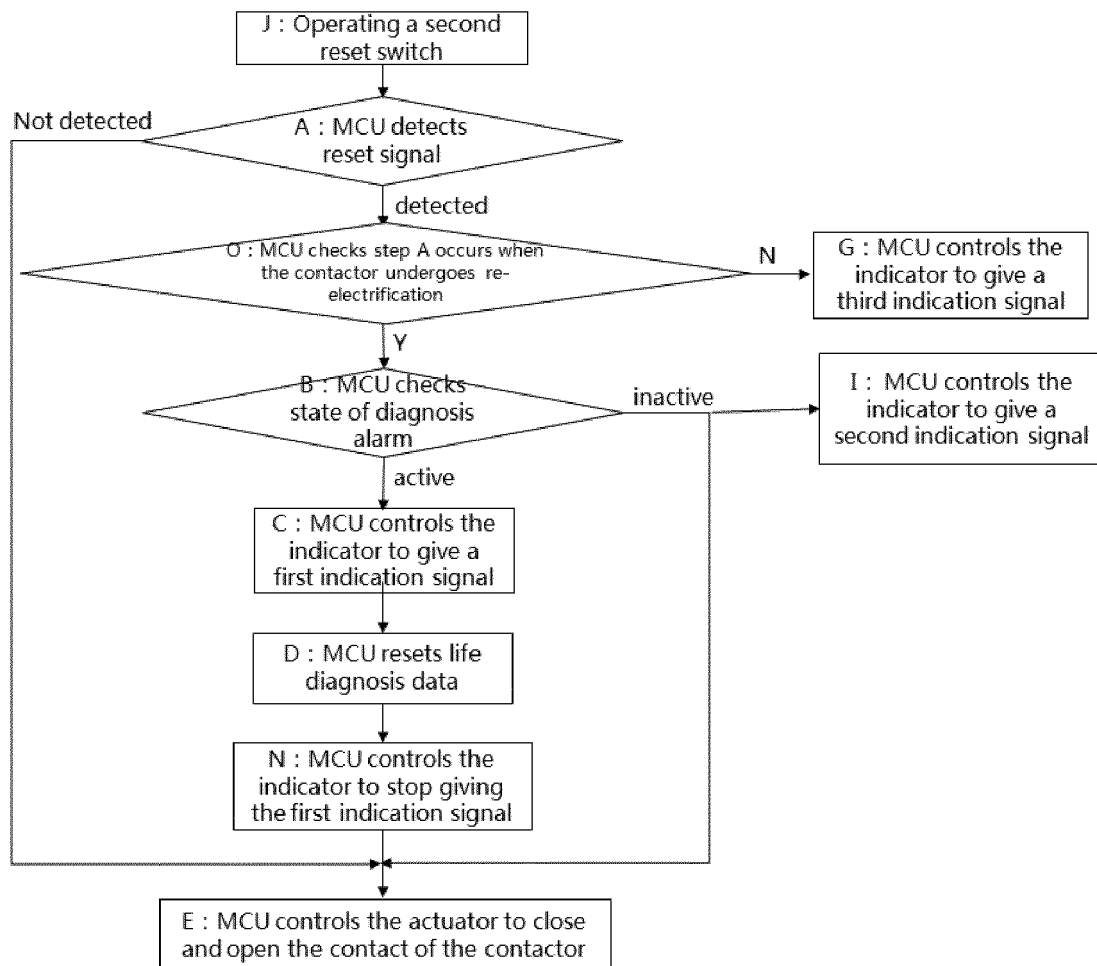 J : Operating a second
reset switch
Not detected
A : MCU detects
reset signal
detected
O : MCU checks step A occurs when
the contactor undergoes re-
electrification
N
G : MCU controls the
indicator to give a
third indication signal
Y
B : MCU checks
state of diagnosis
alarm
inactive
I : MCU controls the
indicator to give a
second indication signal
active
C : MCU controls the
indicator to give a
first indication signal
D : MCU resets life
diagnosis data
N : MCU controls the
indicator to stop giving
the first indication signal
E : MCU controls the actuator to close
and open the contact of the contactor